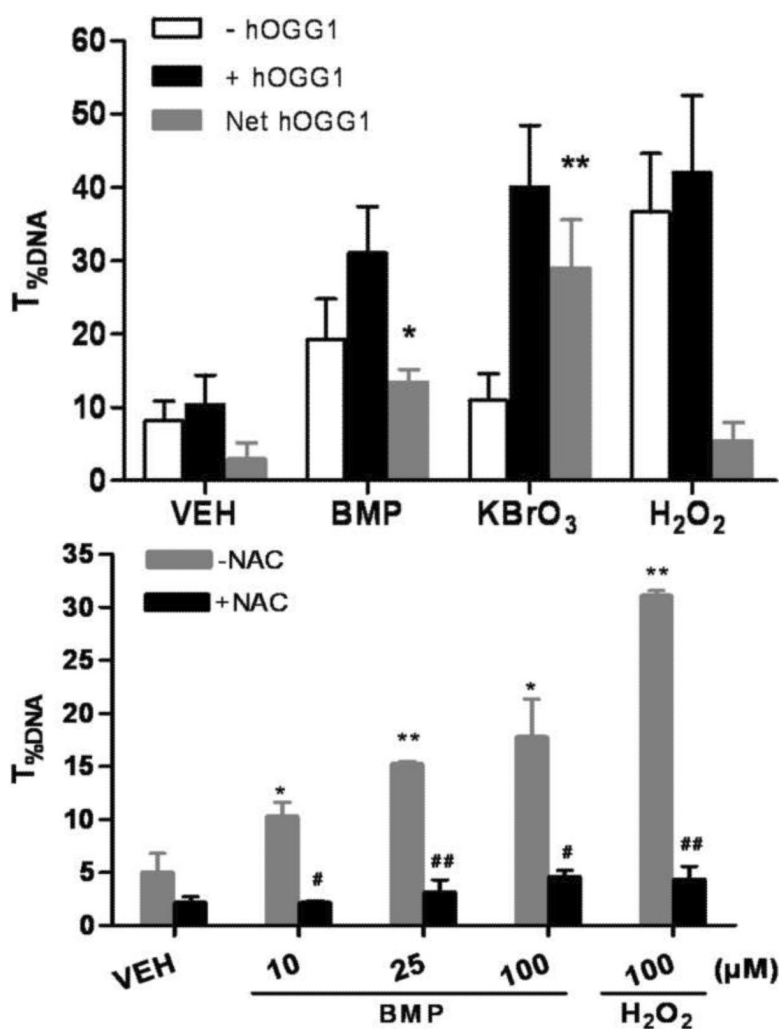 60
50
40
30
20
10
0
T%DNA
- hOGG1
+ hOGG1
Net hOGG1
*
**
VEH BMP KBrO₃ H₂O₂
35
30
25
20
15
10
5
0
T%DNA
-NAC
+NAC
* ** * **
# ## # ##
VEH 10 25 100 100 (µM)
BMP H₂O₂